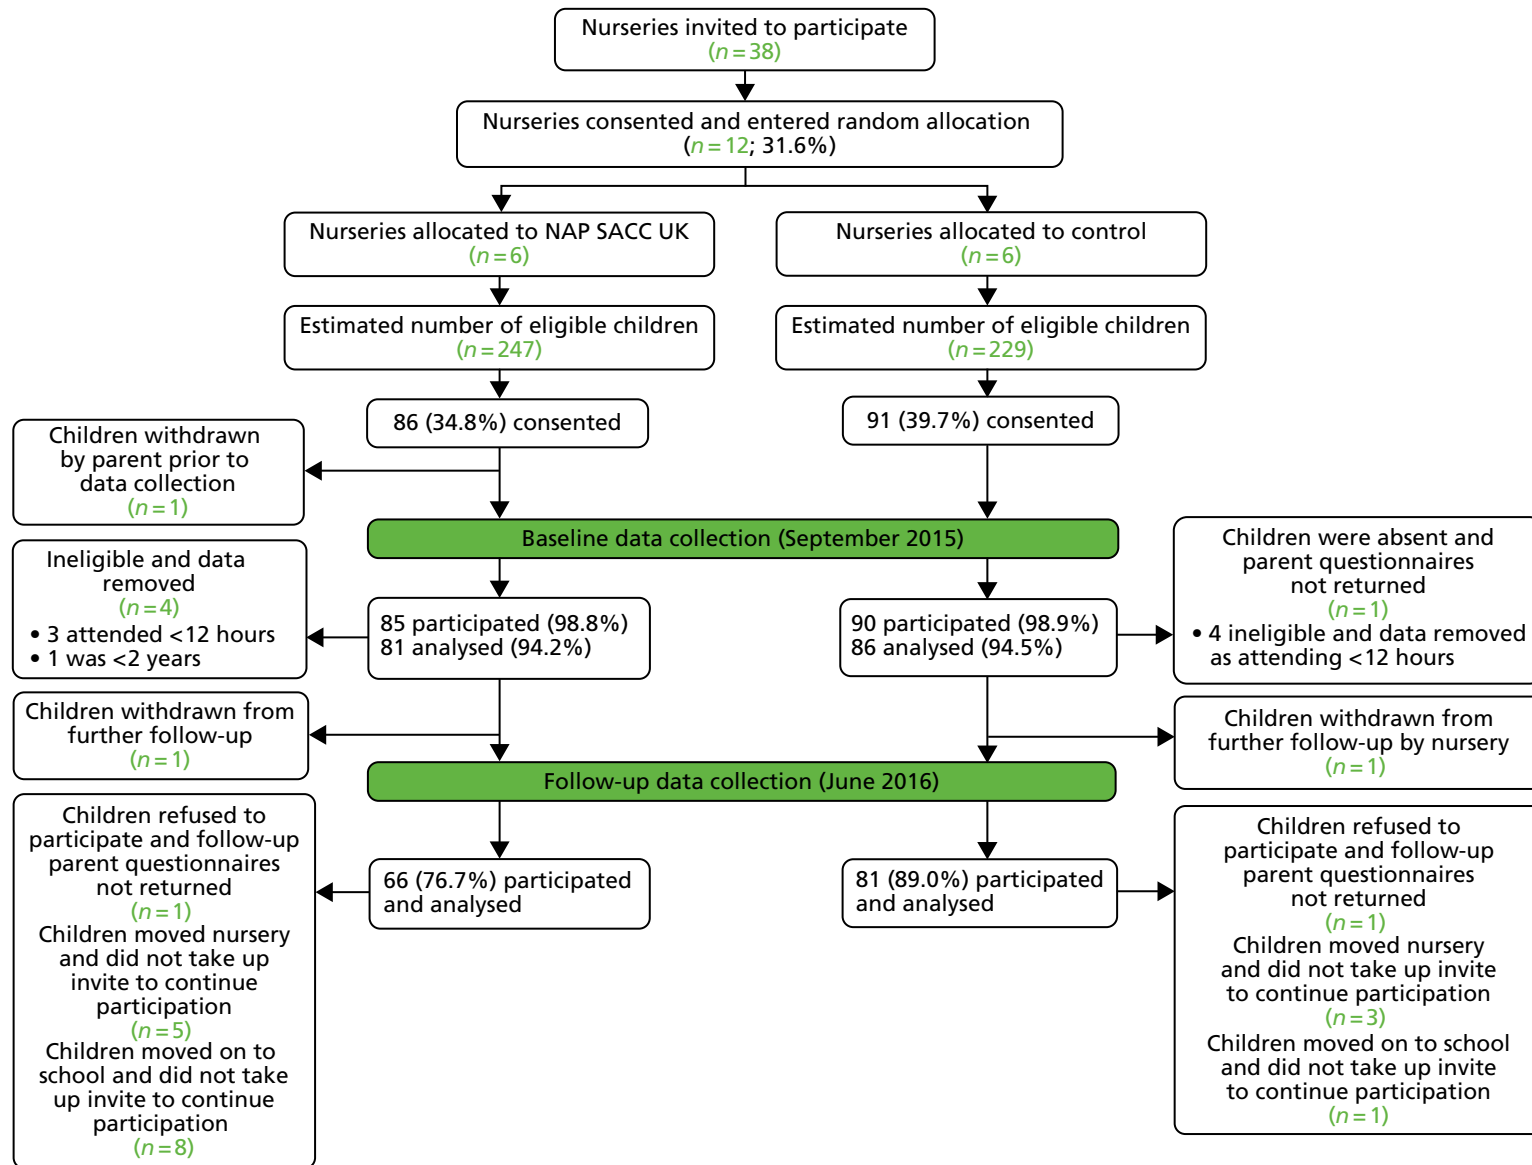 Nurseries invited to participate
(n=38)
Nurseries consented and entered random allocation
(n=12; 31.6%)
Nurseries allocated to NAP SACC UK
(n=6)
Nurseries allocated to control
(n=6)
Estimated number of eligible children
(n=247)
Estimated number of eligible children
(n=229)
86 (34.8%) consented
91 (39.7%) consented
Children withdrawn
by parent prior to
data collection
(n=1)
Baseline data collection (September 2015)
Ineligible and data
removed
(n=4)
• 3 attended <12 hours
• 1 was <2 years
85 participated (98.8%)
81 analysed (94.2%)
90 participated (98.9%)
86 analysed (94.5%)
Children were absent and
parent questionnaires
not returned
(n=1)
• 4 ineligible and data removed
as attending <12 hours
Children withdrawn from
further follow-up
(n=1)
Children withdrawn from
further follow-up by nursery
(n=1)
Follow-up data collection (June 2016)
Children refused to
participate and follow-up
parent questionnaires
not returned
(n=1)
Children moved nursery
and did not take up
invite to continue
participation
(n=5)
Children moved on to
school and did not take
up invite to continue
participation
(n=8)
66 (76.7%) participated
and analysed
81 (89.0%) participated
and analysed
Children refused to
participate and follow-up
parent questionnaires
not returned
(n=1)
Children moved nursery
and did not take up invite
to continue participation
(n=3)
Children moved on to school
and did not take up invite
to continue participation
(n=1)